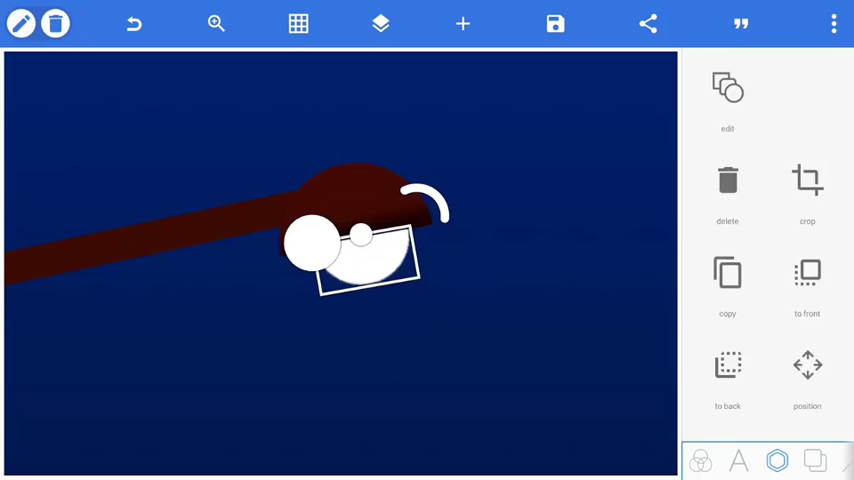 edit
delete
crop
copy
to front
to back
position